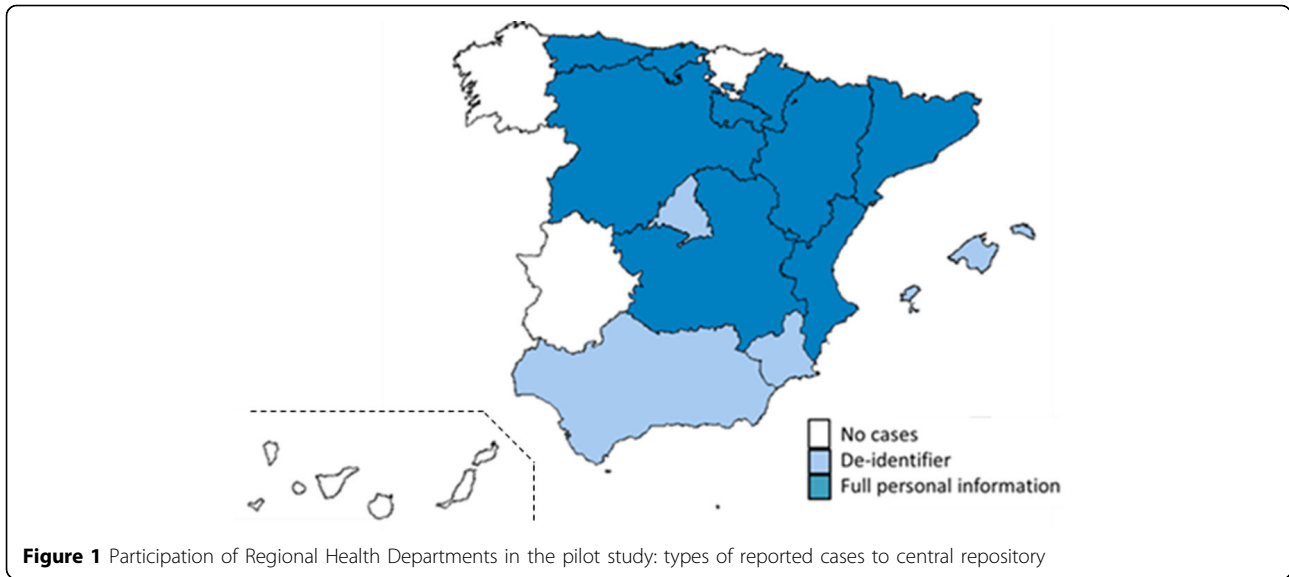 No cases
De-identifier
Full personal information
Figure 1 Participation of Regional Health Departments in the pilot study: types of reported cases to central repository